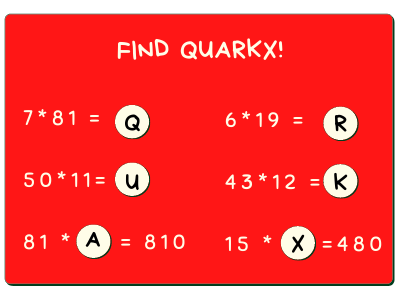 FIND QUARKX!
7*81 = Q
6*19 = R
50*11= U
43*12 = K
81 * A = 810
15 * X =480